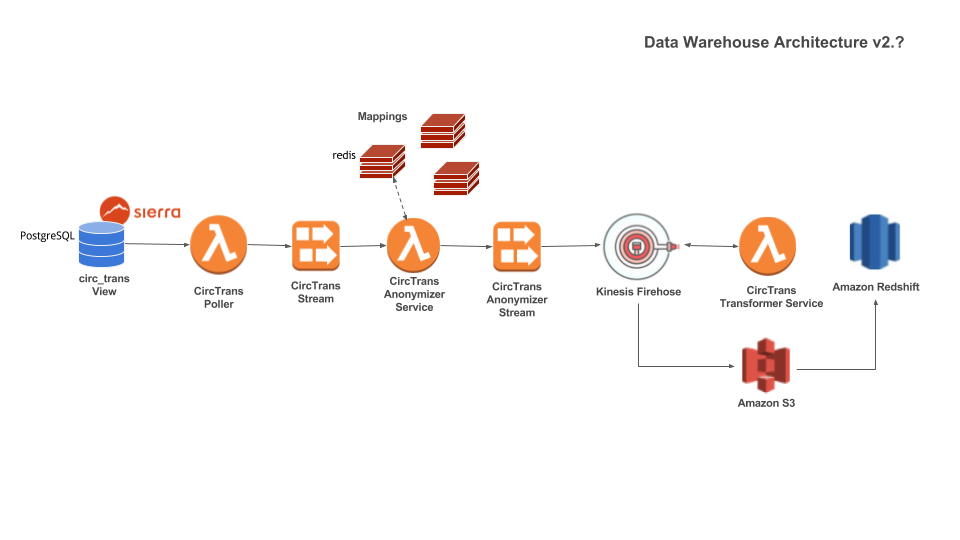 Data Warehouse Architecture v2.?
Mappings
redis
sierra
PostgreSQL
circ_trans
View
CircTrans
Poller
CircTrans
Stream
CircTrans
Anonymizer
Service
CircTrans
Anonymizer
Stream
Kinesis Firehose
CircTrans
Transformer Service
Amazon Redshift
Amazon S3